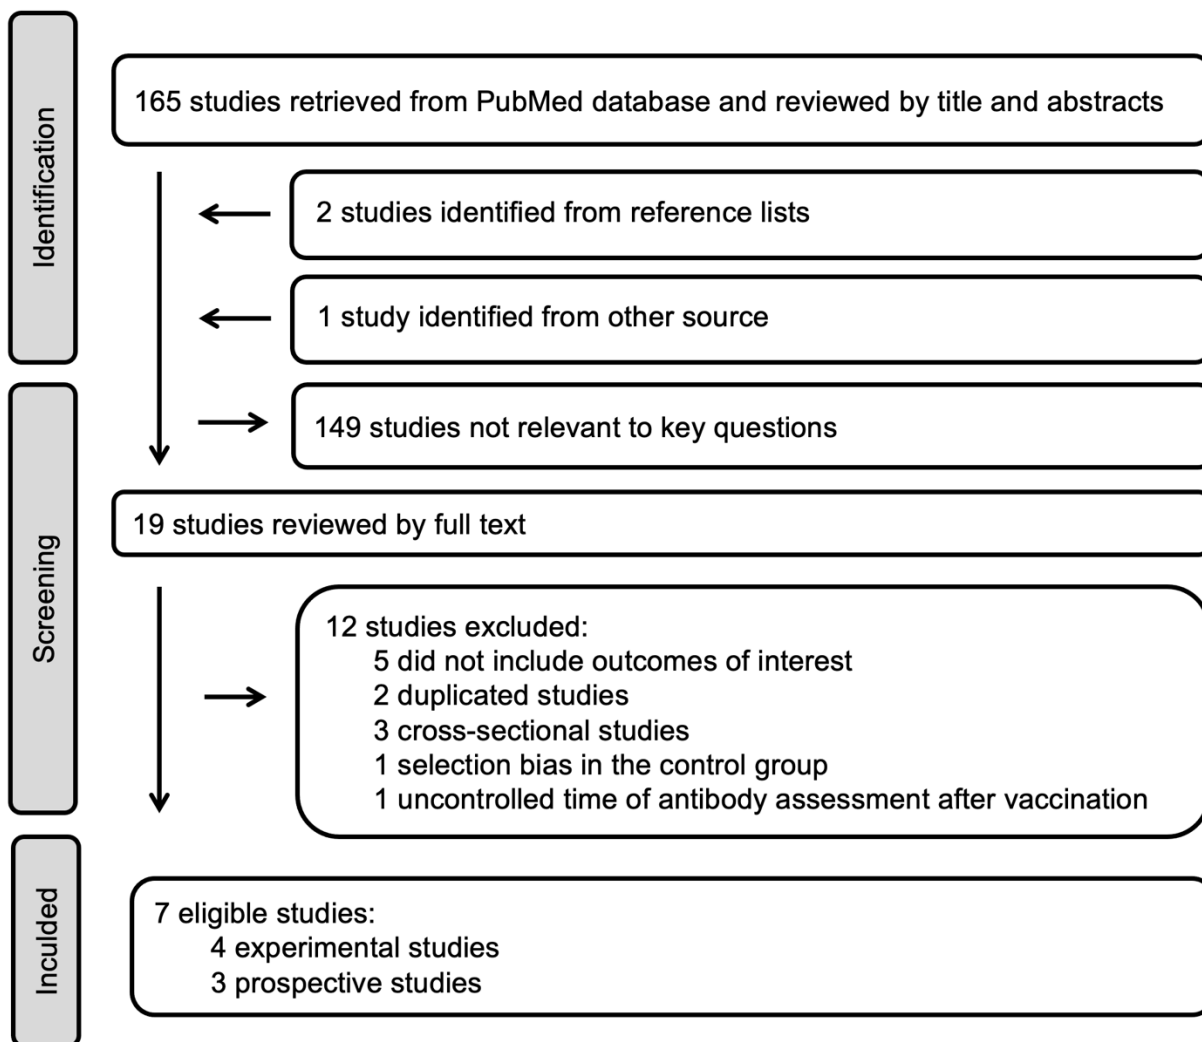 Identification
165 studies retrieved from PubMed database and reviewed by title and abstracts
2 studies identified from reference lists
1 study identified from other source
Screening
149 studies not relevant to key questions
19 studies reviewed by full text
12 studies excluded:
5 did not include outcomes of interest
2 duplicated studies
3 cross-sectional studies
1 selection bias in the control group
1 uncontrolled time of antibody assessment after vaccination
Inculded
7 eligible studies:
4 experimental studies
3 prospective studies